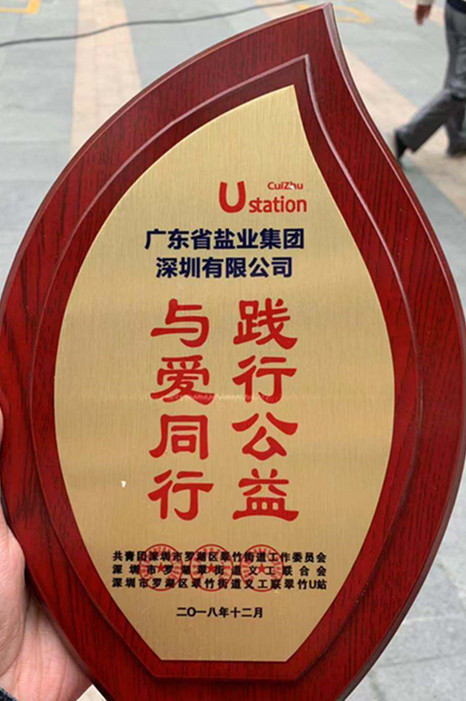 CuiZhu
U station
广东省盐业集团
深圳有限公司
践行公益
与爱同行
共青团深圳市罗湖区翠竹街道工作委员会
深圳市罗湖翠街道义工联合会
深圳市罗湖区翠竹街道义工联翠竹U站
二〇一八年十二月